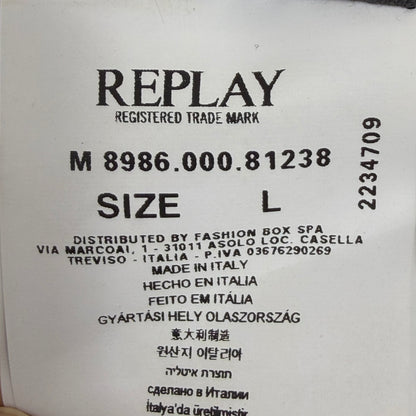 REPLAY
REGISTERED TRADE MARK
M 8986.000.81238
SIZE L
2234709
DISTRIBUTED BY FASHION BOX SPA
VIA MARCOAI, 1 - 31011 ASOLO LOC. CASELLA
TREVISO - ITALIA - P.IVA 03676290269
MADE IN ITALY
HECHO EN ITALIA
FEITO EM ITÁLIA
GYÁRTÁSI HELY OLASZORSZÁG
意大利制造
원산지 이탈리아
תוצרת איטליה
сделано в Италии
İtalya'da üretilmiştir